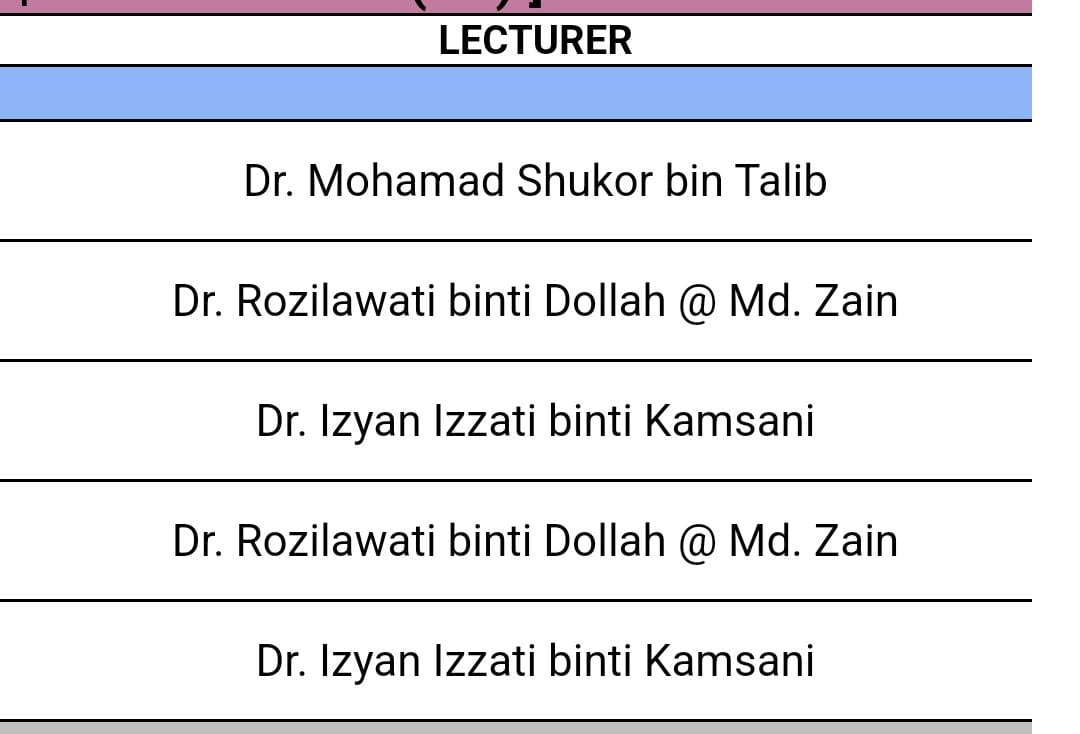 LECTURER
Dr. Mohamad Shukor bin Talib
Dr. Rozilawati binti Dollah @ Md. Zain
Dr. Izyan Izzati binti Kamsani
Dr. Rozilawati binti Dollah @ Md. Zain
Dr. Izyan Izzati binti Kamsani